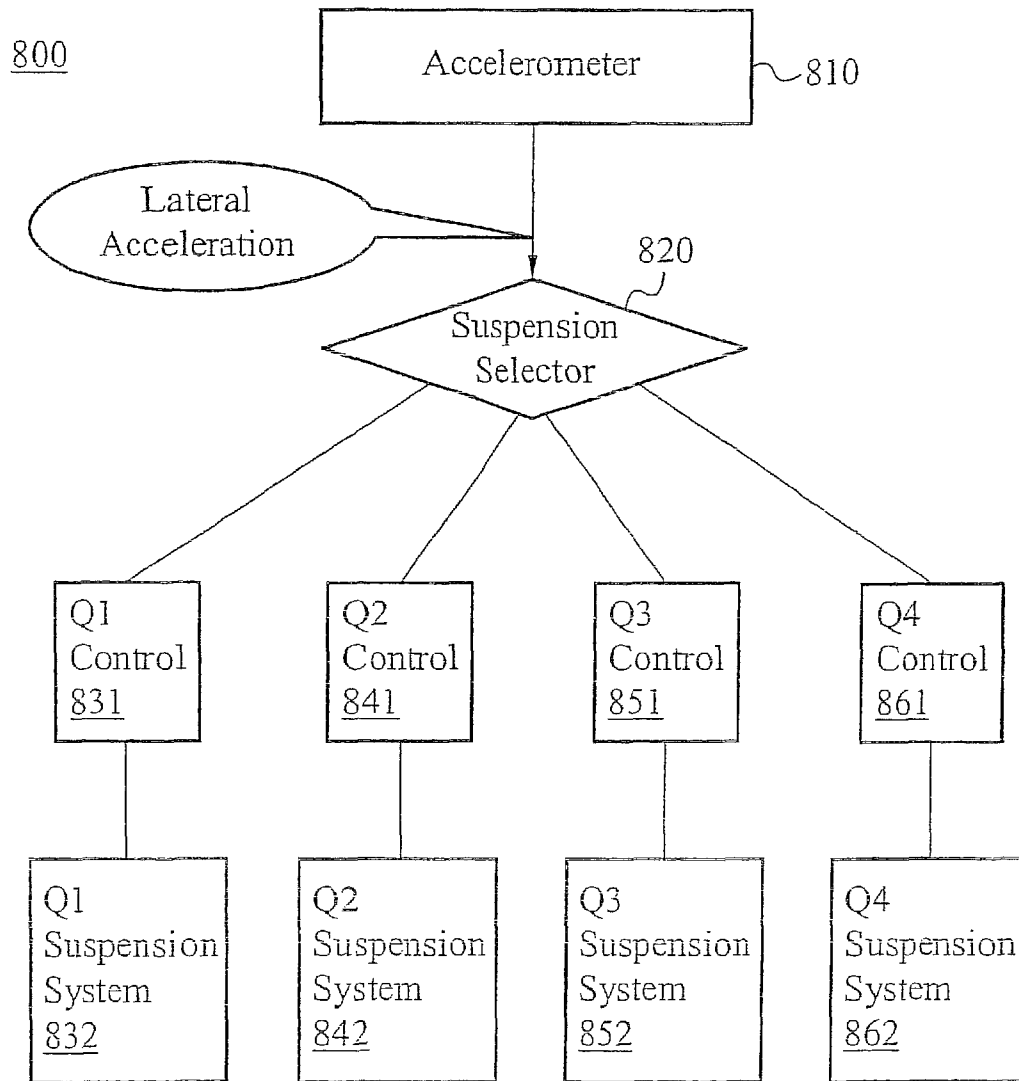 800
Accelerometer
810
Lateral
Acceleration
820
Suspension
Selector
Q1
Control
831
Q2
Control
841
Q3
Control
851
Q4
Control
861
Q1
Suspension
System
832
Q2
Suspension
System
842
Q3
Suspension
System
852
Q4
Suspension
System
862